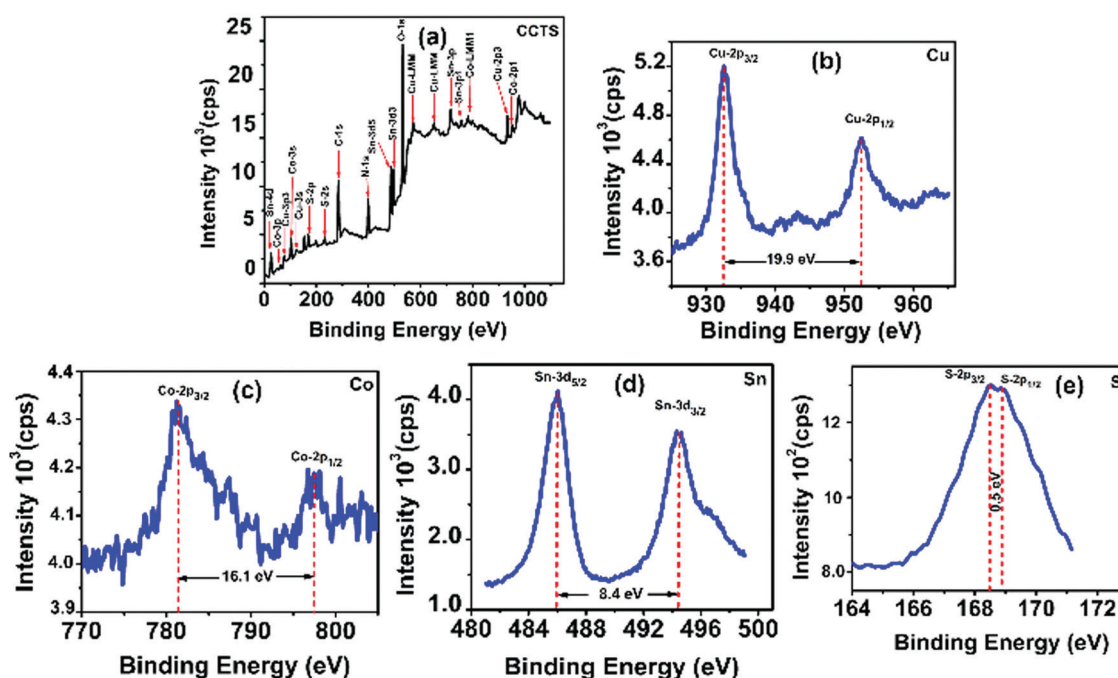 (a)
CCTS
Intensity 10³(cps)
25
20
15
10
5
0
Sn-4d
Co-3p
Cu-3p3
Co-3s
Cu-3s
S-2p
S-2s
C-1s
N-1s
Sn-3d5
Sn-3d3
O-1s
Cu-LMM
Cu-LMM
Sn-3p
Sn-3p1
Co-LMM1
Cu-2p3
Co-2p1
0 200 400 600 800 1000
Binding Energy (eV)
(b)
Cu
Intensity 10³(cps)
5.2
4.8
4.4
4.0
3.6
Cu-2p₃/₂
Cu-2p₁/₂
19.9 eV
930 940 950 960
Binding Energy (eV)
(c)
Co
Intensity 10³(cps)
4.4
4.3
4.2
4.1
4.0
3.9
Co-2p₃/₂
Co-2p₁/₂
16.1 eV
770 780 790 800
Binding Energy (eV)
(d)
Sn
Intensity 10³(cps)
4.0
3.0
2.0
1.0
Sn-3d₅/₂
Sn-3d₃/₂
8.4 eV
480 484 488 492 496 500
Binding Energy (eV)
(e)
S
Intensity 10²(cps)
12
10
8.0
S-2p₃/₂
S-2p₁/₂
0.5 eV
164 166 168 170 172
Binding Energy (eV)